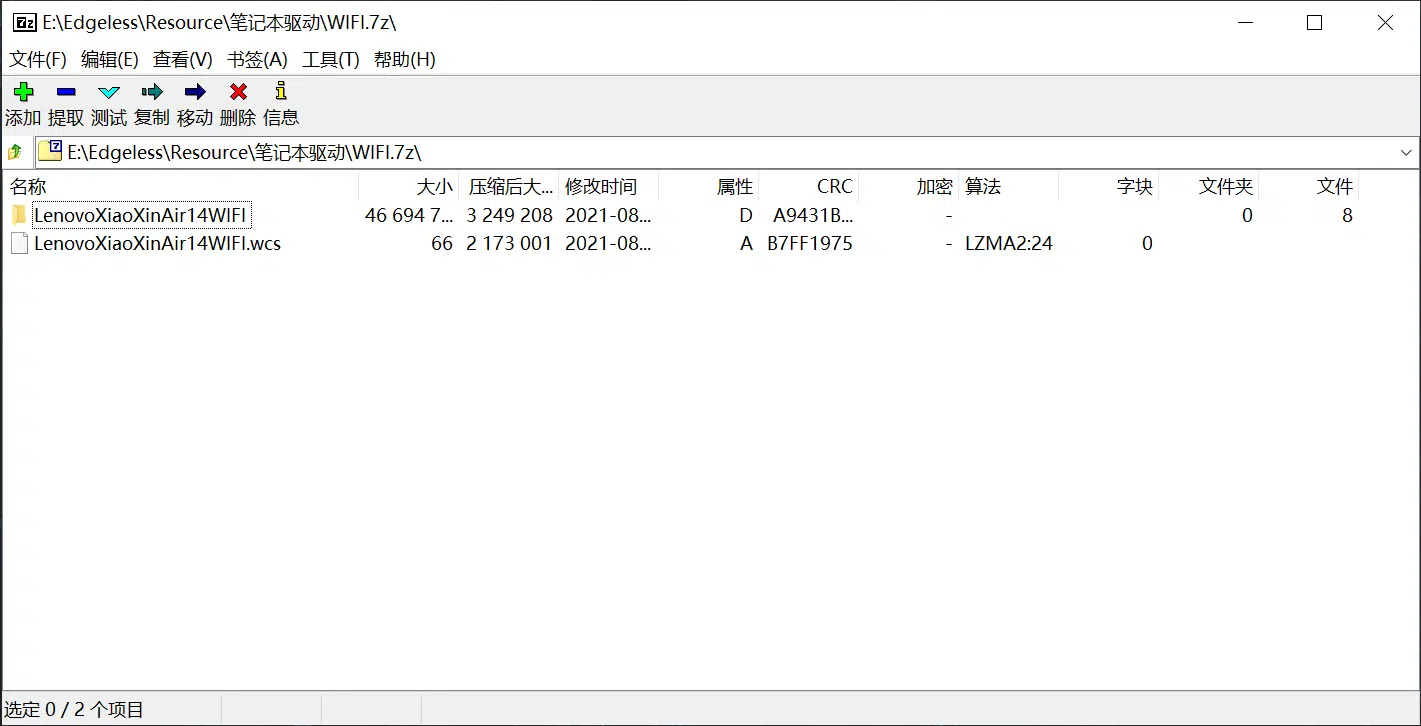 E:\Edgeless\Resource\笔记本驱动\WIFI.7z\
文件(F) 编辑(E) 查看(V) 书签(A) 工具(T) 帮助(H)
添加 提取 测试 复制 移动 删除 信息
E:\Edgeless\Resource\笔记本驱动\WIFI.7z\
名称 大小 压缩后大... 修改时间 属性 CRC 加密 算法 字块 文件夹 文件
LenovoXiaoXinAir14WIFI 46 694 7... 3 249 208 2021-08... D A9431B... - 0 8
LenovoXiaoXinAir14WIFI.wcs 66 2 173 001 2021-08... A B7FF1975 - LZMA2:24 0
选定 0 / 2 个项目